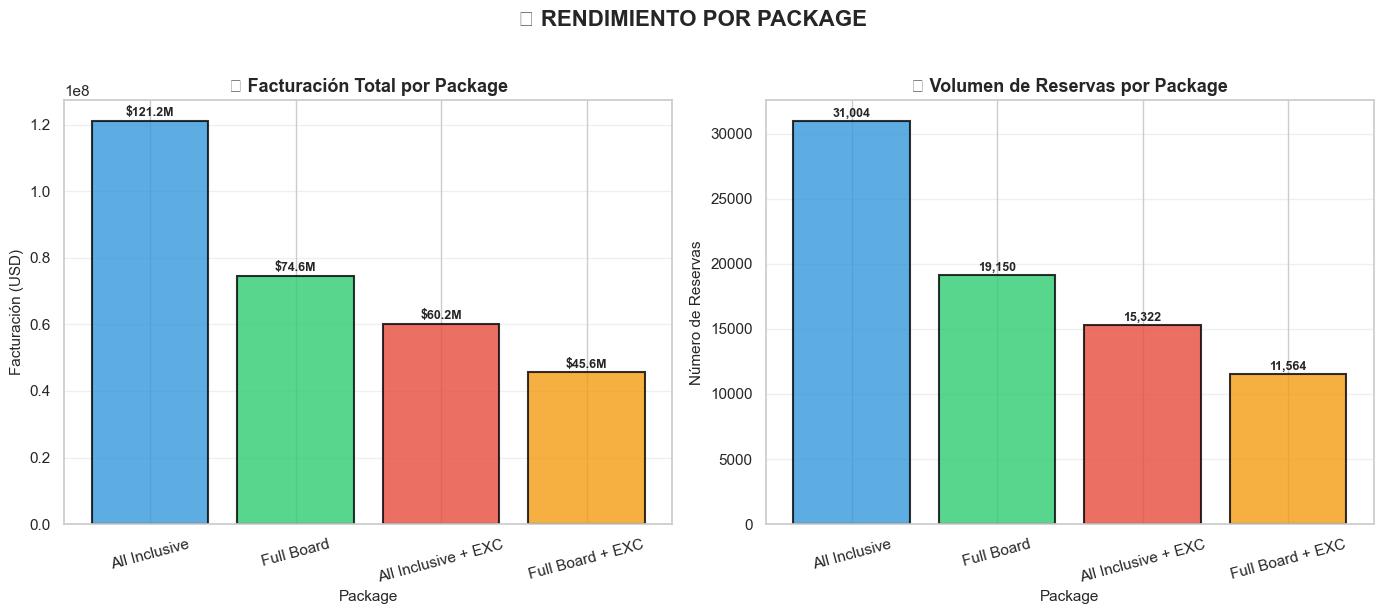 RENDIMIENTO POR PACKAGE
Facturación Total por Package
1e8
1.2
1.0
0.8
0.6
0.4
0.2
0.0
Facturación (USD)
$121.2M
$74.6M
$60.2M
$45.6M
All Inclusive
Full Board
All Inclusive + EXC
Full Board + EXC
Package
Volumen de Reservas por Package
30000
25000
20000
15000
10000
5000
0
Número de Reservas
31,004
19,150
15,322
11,564
All Inclusive
Full Board
All Inclusive + EXC
Full Board + EXC
Package